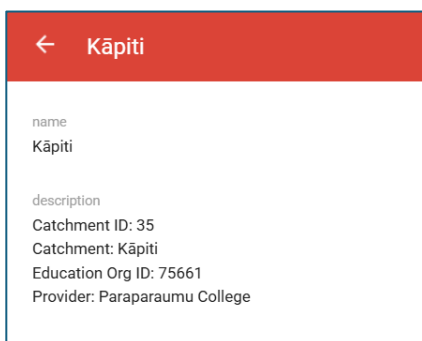 Kāpiti
name
Kāpiti
description
Catchment ID: 35
Catchment: Kāpiti
Education Org ID: 75661
Provider: Paraparaumu College